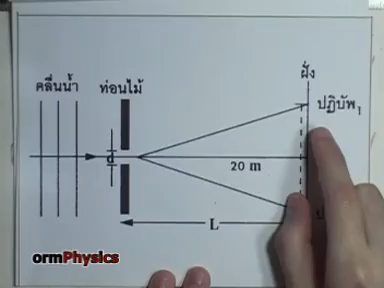 ฝั่ง
คลื่นน้ำ ท่อนไม้
ปฏิบัพ₁
d
20 m
L
ormPhysics